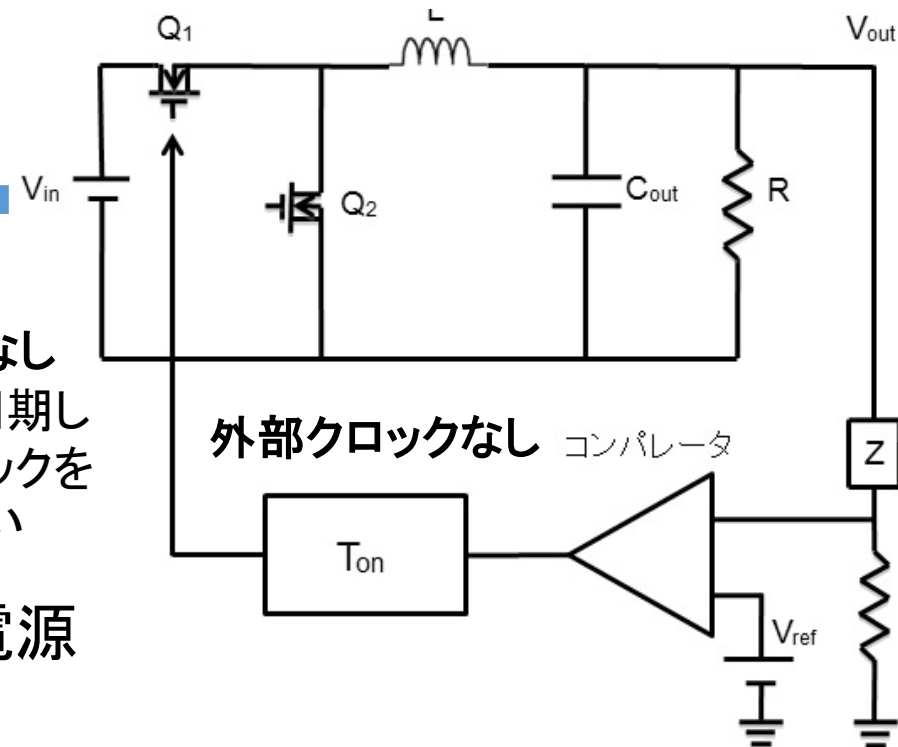 L
Q1
Vout
Vin
Q2
Cout
R
なし
期し
ックを
い
外部クロックなし コンパレータ
Z
Ton
Vref
電源